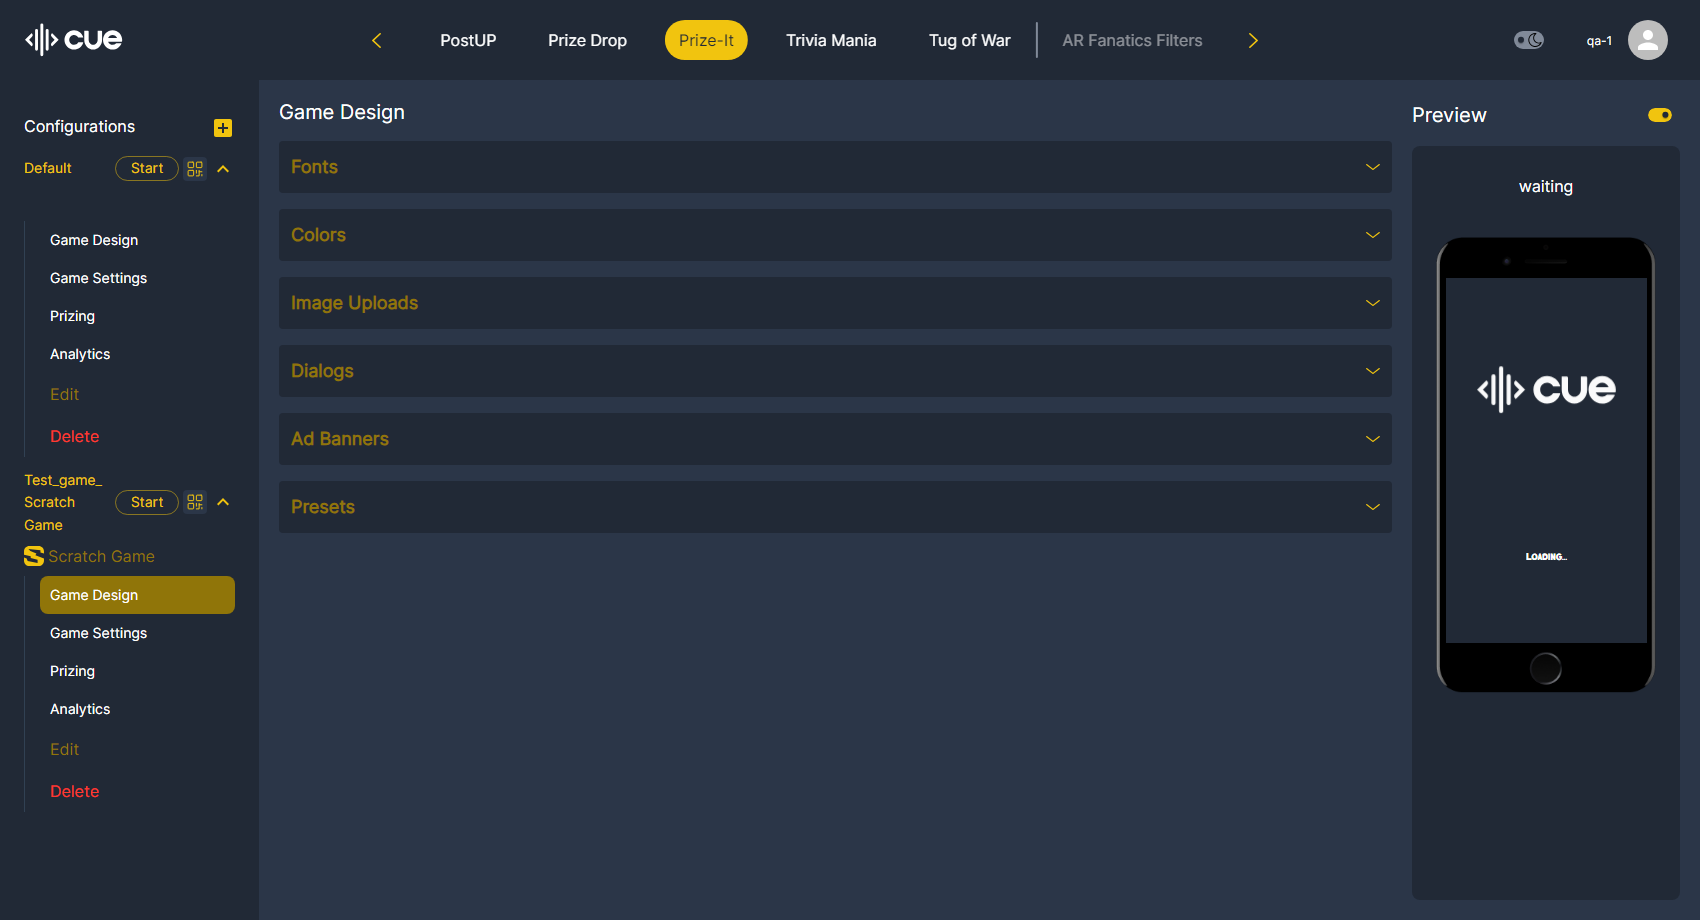 cue
PostUP
Prize Drop
Prize-It
Trivia Mania
Tug of War
AR Fanatics Filters
qa-1
Configurations
Default
Start
Game Design
Game Settings
Prizing
Analytics
Edit
Delete
Test_game_
Scratch
Game
Start
Scratch Game
Game Design
Game Settings
Prizing
Analytics
Edit
Delete
Game Design
Fonts
Colors
Image Uploads
Dialogs
Ad Banners
Presets
Preview
waiting
cue
LOADING...